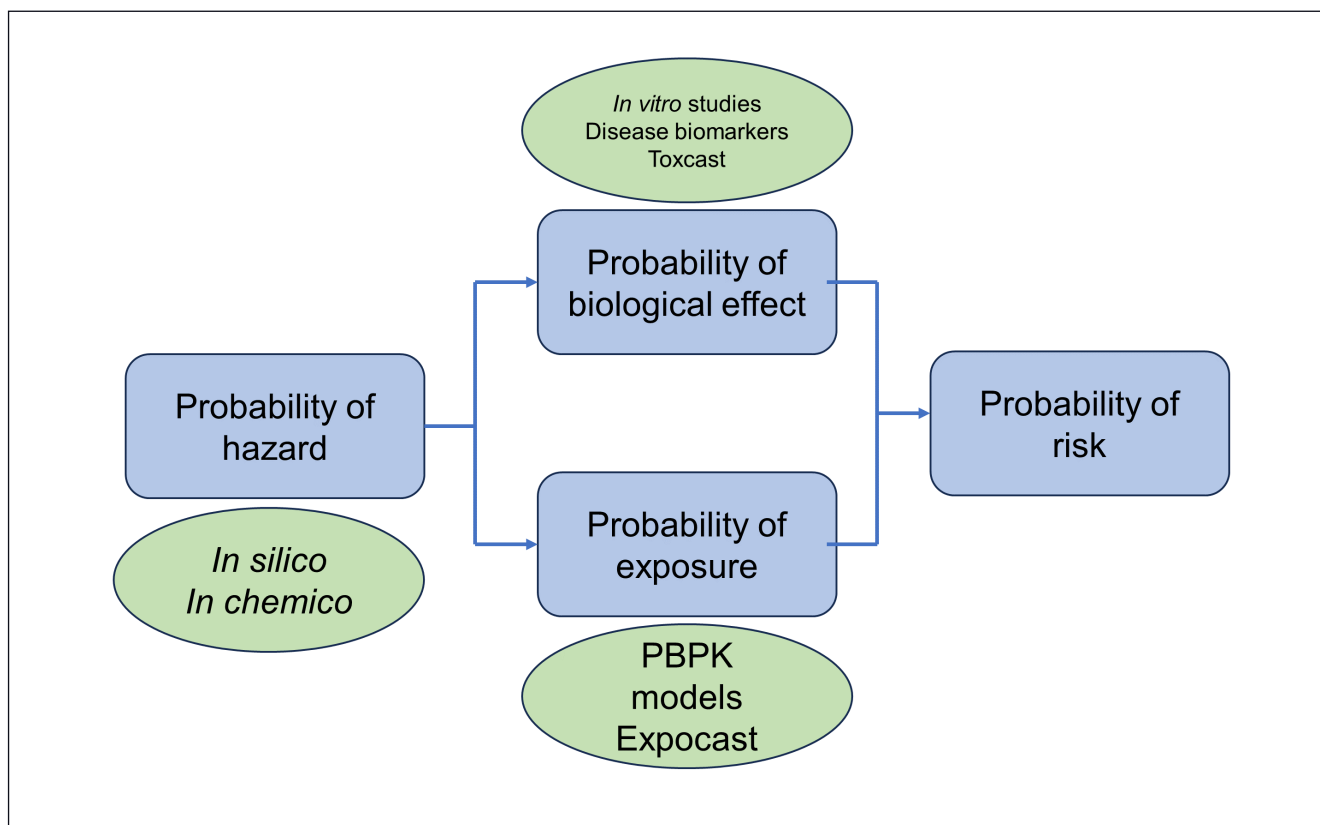 In vitro studies
Disease biomarkers
Toxcast
Probability of
biological effect
Probability of
hazard
Probability of
risk
In silico
In chemico
Probability of
exposure
PBPK
models
Expocast